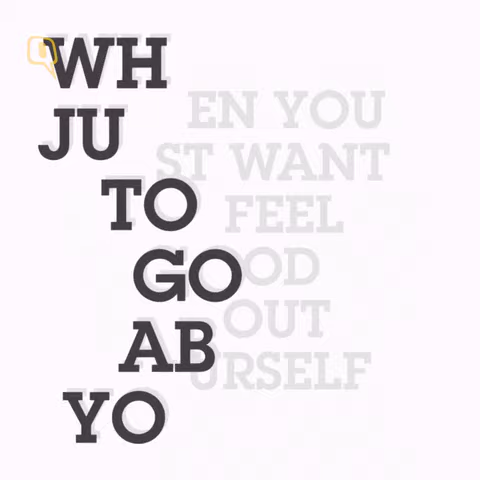 WHEN YOU
JUST WANT
TO FEEL
GOOD
ABOUT
YOURSELF